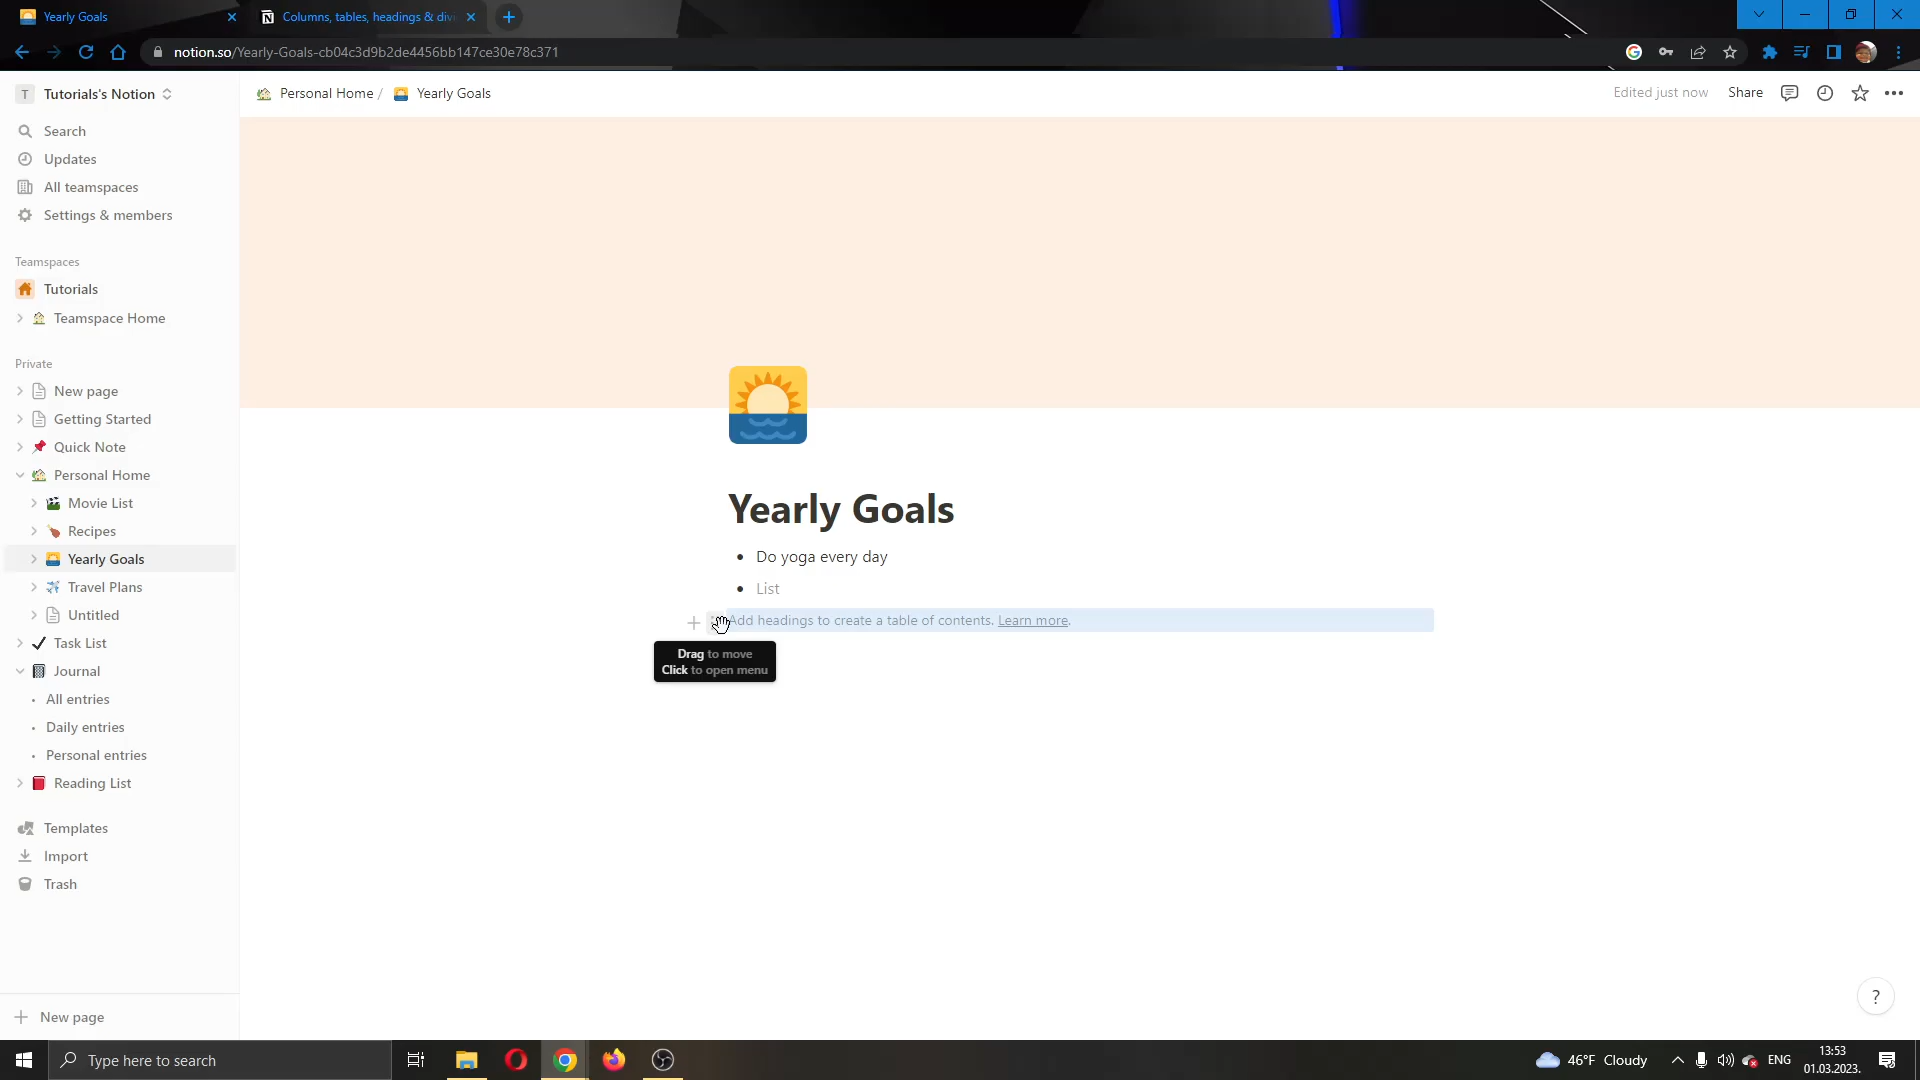 Yearly Goals
Columns, tables, headings & divi
notion.so/Yearly-Goals-cb04c3d9b2de4456bb147ce30e78c371
T Tutorials's Notion
Personal Home / Yearly Goals
Edited just now Share
Search
Updates
All teamspaces
Settings & members
Teamspaces
Tutorials
Teamspace Home
Private
New page
Getting Started
Quick Note
Personal Home
Movie List
Recipes
Yearly Goals
Travel Plans
Untitled
Task List
Journal
All entries
Daily entries
Personal entries
Reading List
Templates
Import
Trash
New page
Yearly Goals
Do yoga every day
List
Add headings to create a table of contents. Learn more.
Drag to move
Click to open menu
?
Type here to search
46°F Cloudy
ENG
13:53
01.03.2023.